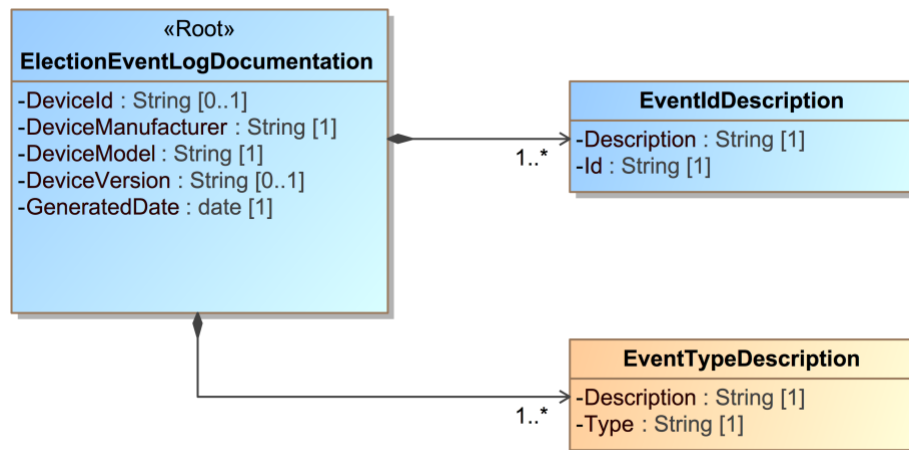 «Root»
ElectionEventLogDocumentation
-DeviceId : String [0..1]
-DeviceManufacturer : String [1]
-DeviceModel : String [1]
-DeviceVersion : String [0..1]
-GeneratedDate : date [1]
1..*
EventIdDescription
-Description : String [1]
-Id : String [1]
1..*
EventTypeDescription
-Description : String [1]
-Type : String [1]